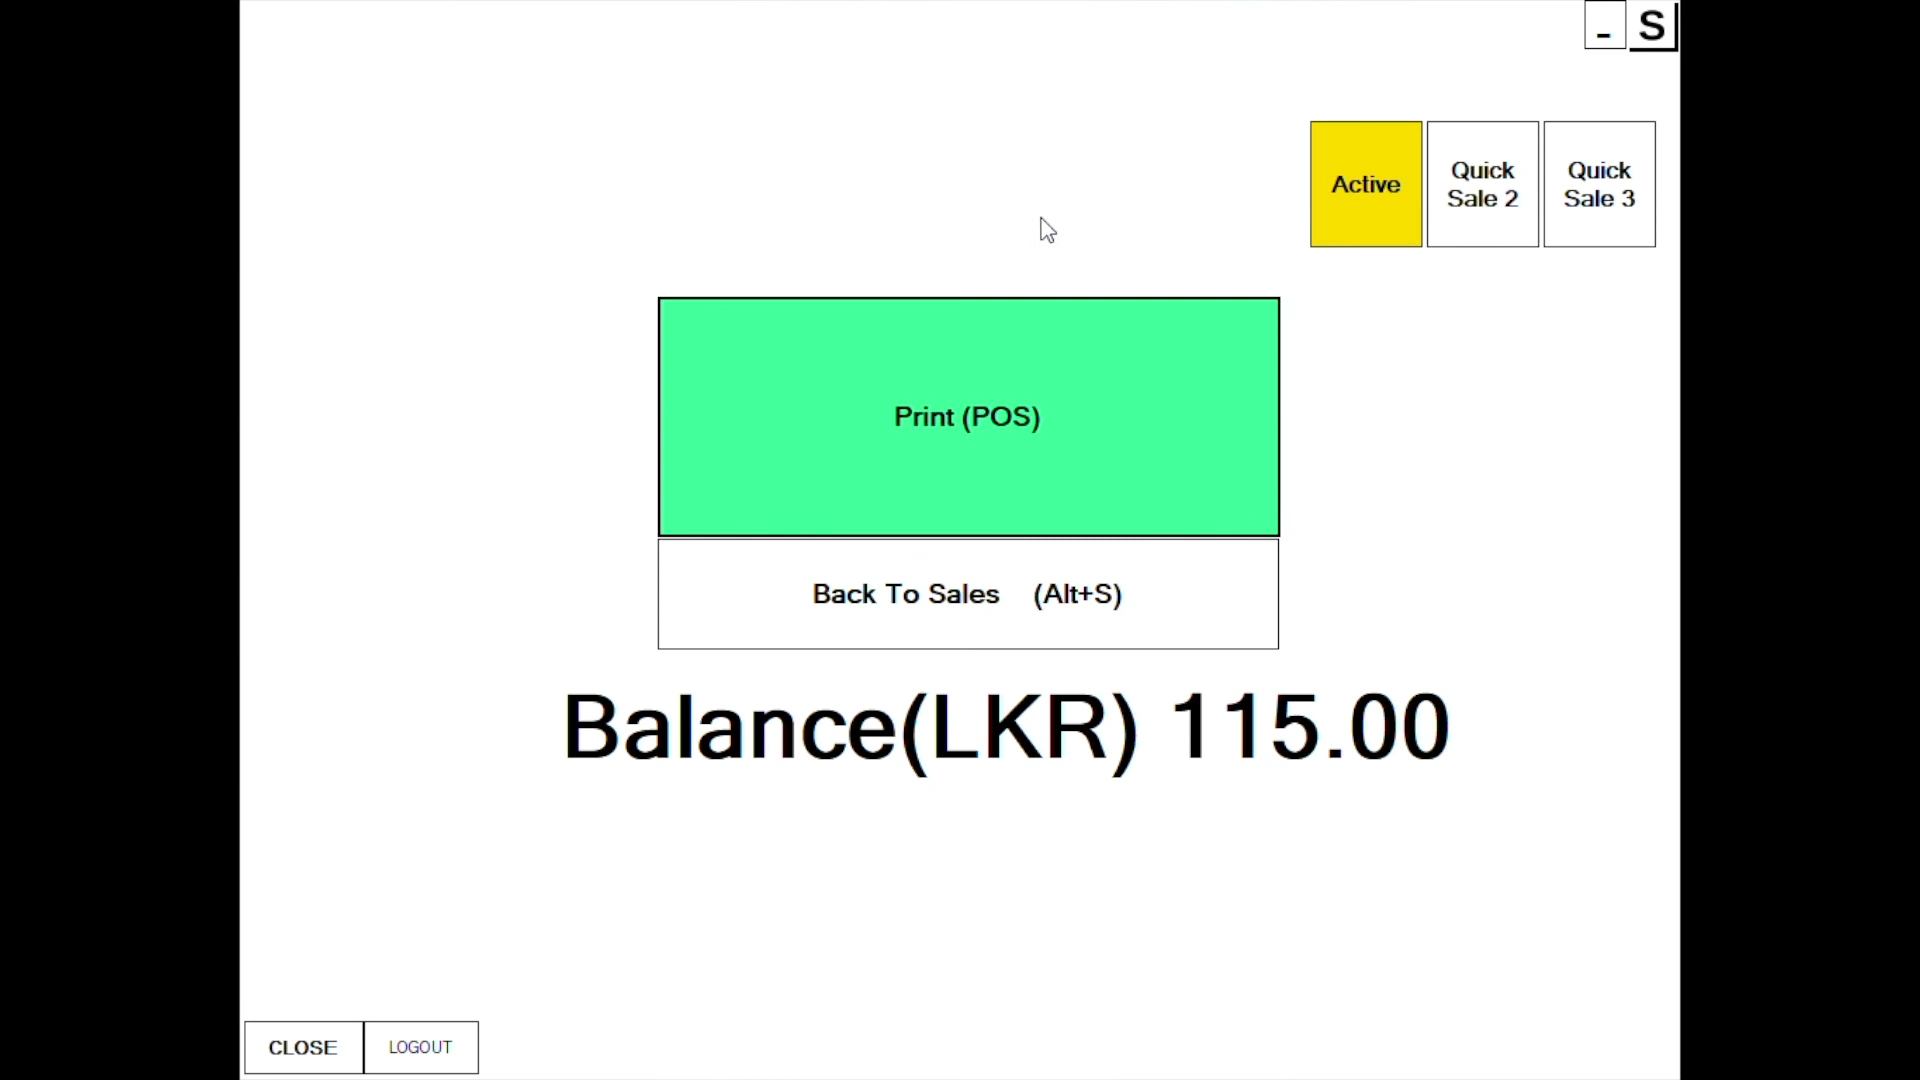 - S
Active
Quick
Sale 2
Quick
Sale 3
Print (POS)
Back To Sales (Alt+S)
Balance(LKR) 115.00
CLOSE
LOGOUT